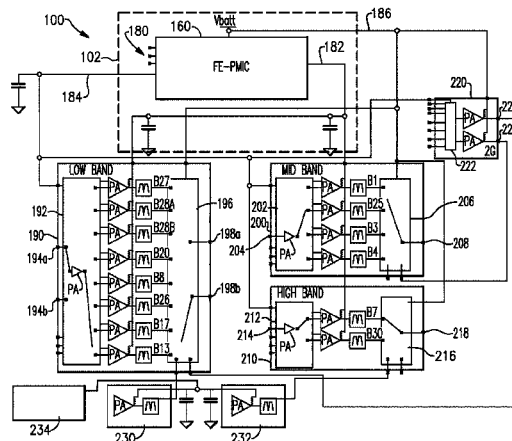 100
102
180
160
Vbatt
186
FE-PMIC
182
184
220
PA
PA
2G
222
LOW BAND
192
190
194a
194b
PA
PA
B27
PA
B28A
PA
B28B
PA
B20
PA
B8
PA
B26
PA
B17
PA
B13
196
198a
198b
MID BAND
202
200
204
PA
PA
B1
PA
B25
PA
B3
PA
B4
206
208
HIGH BAND
212
214
210
PA
PA
B7
PA
B30
218
216
234
PA
230
PA
232